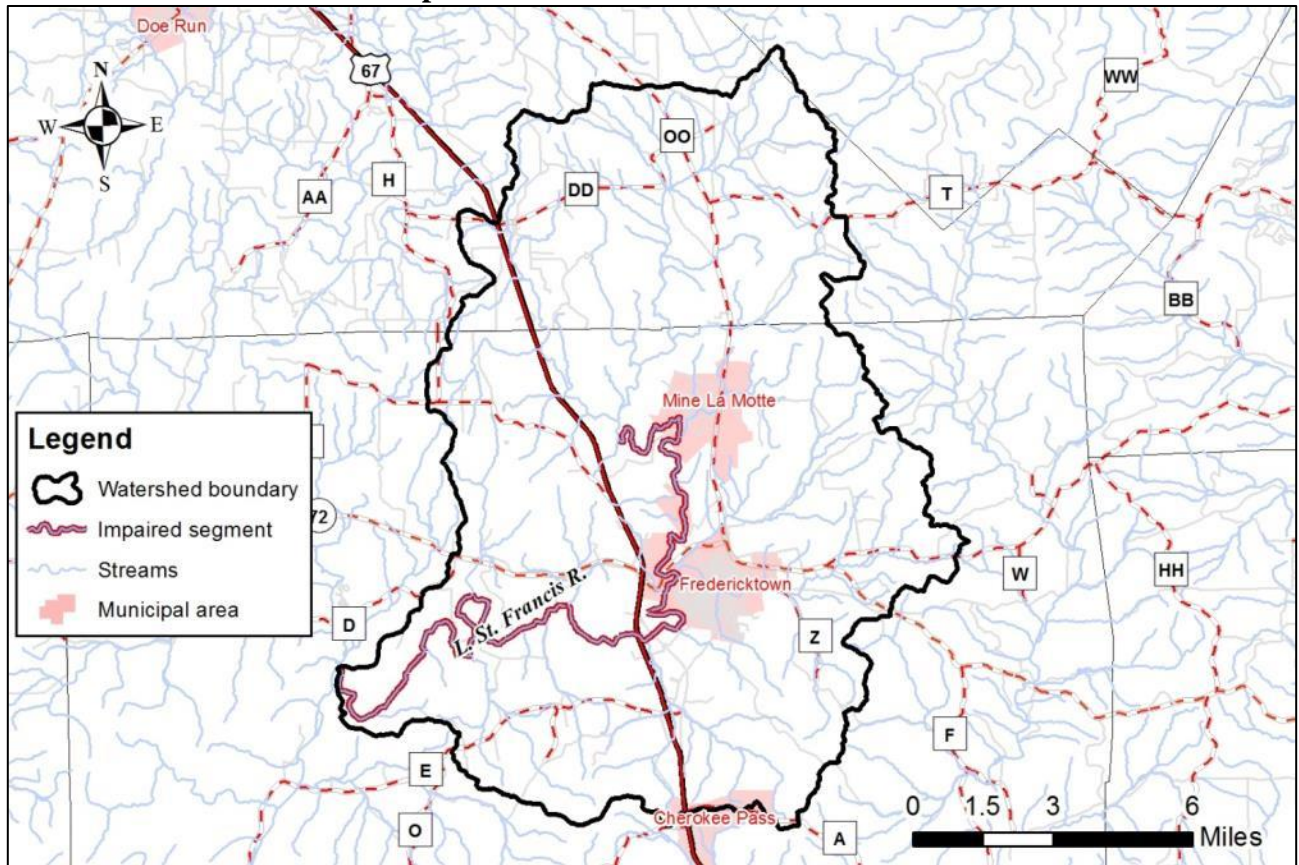 Doe Run
67
WW
N
W
E
S
OO
H
DD
AA
T
BB
Mine La Motte
Legend
Watershed boundary
Impaired segment
Streams
Municipal area
72
Fredericktown
W
HH
L. St. Francis R.
D
Z
F
E
O
Cherokee Pass
A
0 1.5 3 6
Miles